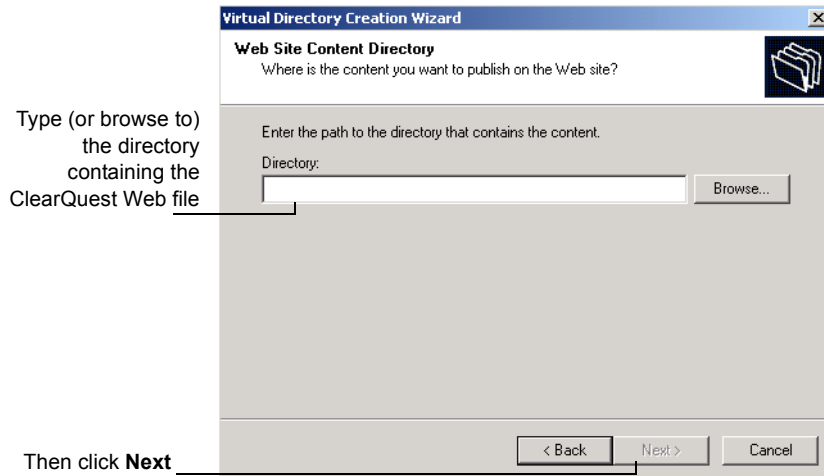 Virtual Directory Creation Wizard
Web Site Content Directory
Where is the content you want to publish on the Web site?
Type (or browse to)
the directory
containing the
ClearQuest Web file
Enter the path to the directory that contains the content.
Directory:
Browse...
< Back
Next >
Cancel
Then click Next